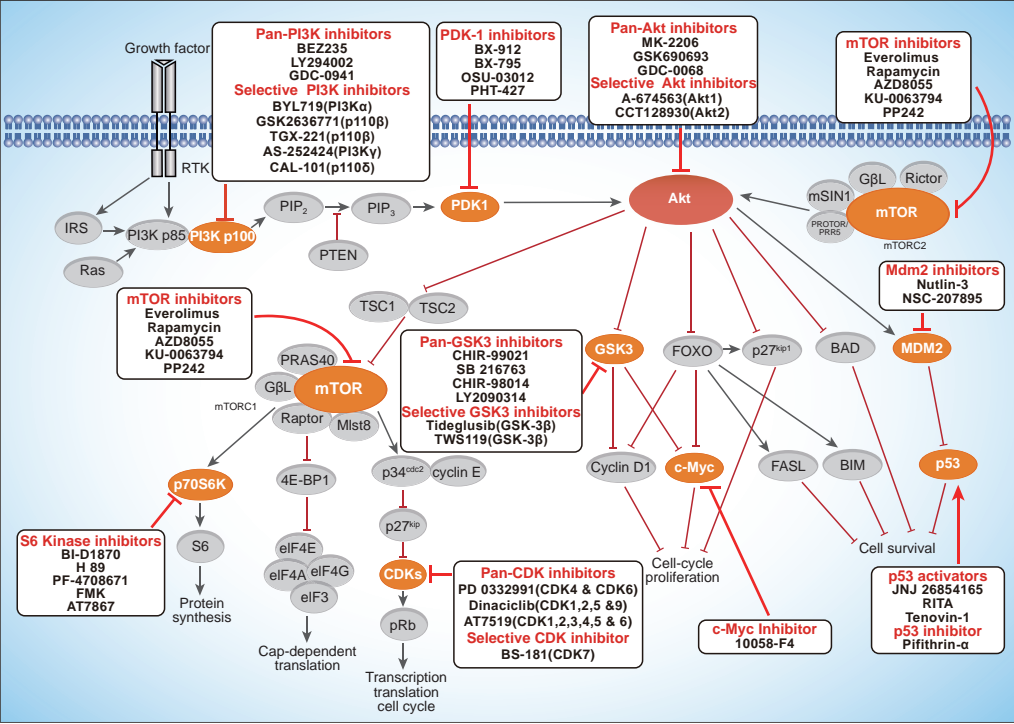 Growth factor
RTK
Pan-PI3K inhibitors
BEZ235
LY294002
GDC-0941
Selective PI3K inhibitors
BYL719(PI3Kα)
GSK2636771(p110β)
TGX-221(p110β)
AS-252424(PI3Kγ)
CAL-101(p110δ)
PDK-1 inhibitors
BX-912
BX-795
OSU-03012
PHT-427
Pan-Akt inhibitors
MK-2206
GSK690693
GDC-0068
Selective Akt inhibitors
A-674563(Akt1)
CCT128930(Akt2)
mTOR inhibitors
Everolimus
Rapamycin
AZD8055
KU-0063794
PP242
IRS
Ras
PI3K p85
PI3K p100
PIP2
PIP3
PTEN
PDK1
Akt
mSIN1
GβL
Rictor
PROTOR/
PRR5
mTOR
mTORC2
mTOR inhibitors
Everolimus
Rapamycin
AZD8055
KU-0063794
PP242
TSC1
TSC2
Mdm2 inhibitors
Nutlin-3
NSC-207895
PRAS40
GβL
mTOR
mTORC1
Raptor
Mlst8
Pan-GSK3 inhibitors
CHIR-99021
SB 216763
CHIR-98014
LY2090314
Selective GSK3 inhibitors
Tideglusib(GSK-3β)
TWS119(GSK-3β)
GSK3
FOXO
p27kip1
BAD
MDM2
p70S6K
4E-BP1
p34cdc2
cyclin E
Cyclin D1
c-Myc
FASL
BIM
p53
S6 Kinase inhibitors
BI-D1870
H 89
PF-4708671
FMK
AT7867
S6
Protein
synthesis
eIF4E
eIF4A
eIF4G
eIF3
Cap-dependent
translation
p27kip
CDKs
pRb
Transcription
translation
cell cycle
Pan-CDK inhibitors
PD 0332991(CDK4 & CDK6)
Dinaciclib(CDK1,2,5 &9)
AT7519(CDK1,2,3,4,5 & 6)
Selective CDK inhibitor
BS-181(CDK7)
Cell-cycle
proliferation
Cell survival
c-Myc Inhibitor
10058-F4
p53 activators
JNJ 26854165
RITA
Tenovin-1
p53 inhibitor
Pifithrin-α